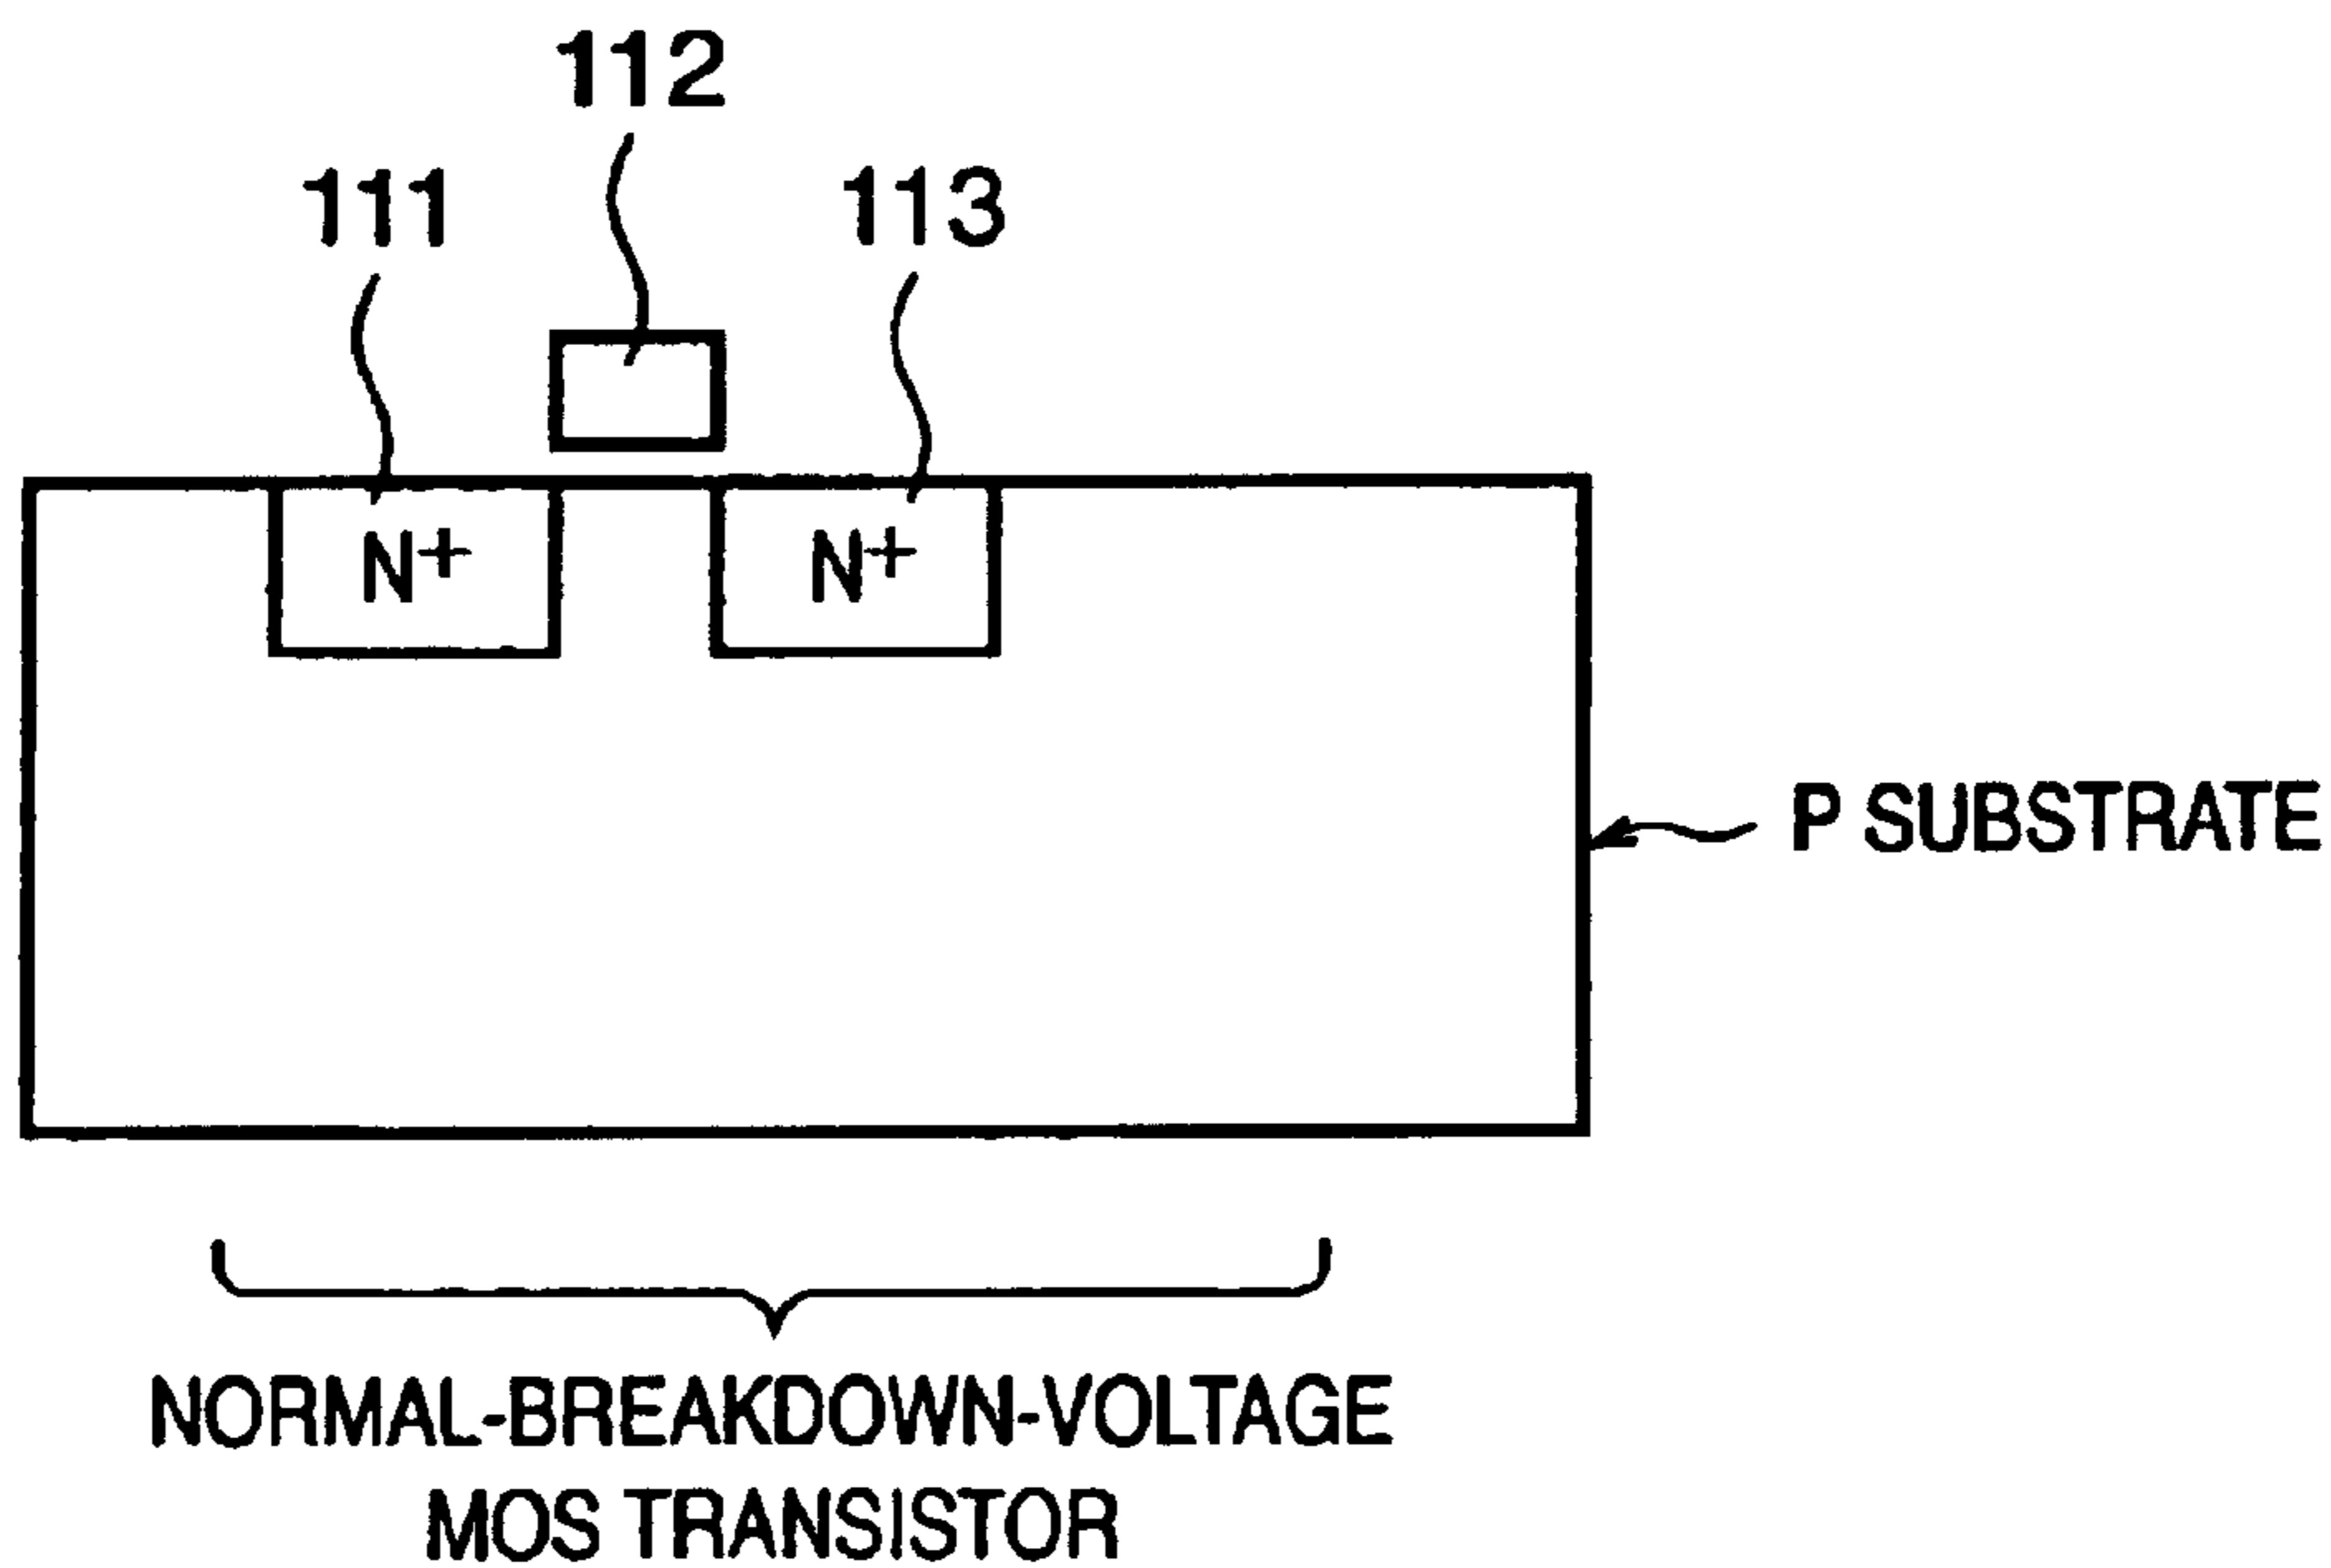 112
111
113
N+
N+
P SUBSTRATE
NORMAL-BREAKDOWN-VOLTAGE
MOS TRANSISTOR